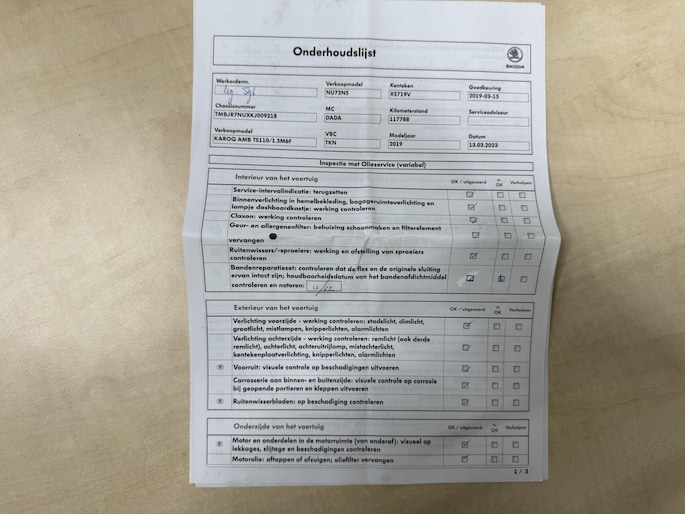 Onderhoudslijst
ŠKODA
Werkordernr.
Verkoopmodel
NU73N5
Kenteken
XS719V
Goedkeuring
2019-03-15
Chassisnummer
TMBJR7NUXKJ009218
MC
DADA
Kilometerstand
117788
Serviceadviseur
Verkoopmodel
KAROQ AMB TS110/1.5M6F
VBC
TKN
Modeljaar
2019
Datum
13.03.2023
Inspectie met Olieservice (variabel)
Interieur van het voertuig
OK / uitgevoerd
n. OK
Verholpen
Service-intervalindicatie: terugzetten
Binnenverlichting in hemelbekleding, bagageruimteverlichting en
lampje dashboardkastje: werking controleren
Claxon: werking controleren
Geur- en allergenenfilter: behuizing schoonmaken en filterelement
vervangen
Ruitenwissers/-sproeiers: werking en afstelling van sproeiers
controleren
Bandenreparatieset: controleren dat de fles en de originele sluiting
ervan intact zijn; houdbaarheidsdatum van het bandenafdichtmiddel
controleren en noteren:
Exterieur van het voertuig
OK / uitgevoerd
n. OK
Verholpen
Verlichting voorzijde - werking controleren: stadslicht, dimlicht,
grootlicht, mistlampen, knipperlichten, alarmlichten
Verlichting achterzijde - werking controleren: remlicht (ook derde
remlicht), achterlicht, achteruitrijlamp, mistachterlicht,
kentekenplaatverlichting, knipperlichten, alarmlichten
Voorruit: visuele controle op beschadigingen uitvoeren
Carrosserie aan binnen- en buitenzijde: visuele controle op corrosie
bij geopende portieren en kleppen uitvoeren
Ruitenwisserbladen: op beschadiging controleren
Onderzijde van het voertuig
OK / uitgevoerd
n. OK
Verholpen
Motor en onderdelen in de motorruimte (van onderaf): visueel op
lekkages, slijtage en beschadigingen controleren
Motorolie: aftappen of afzuigen; oliefilter vervangen
1 / 3